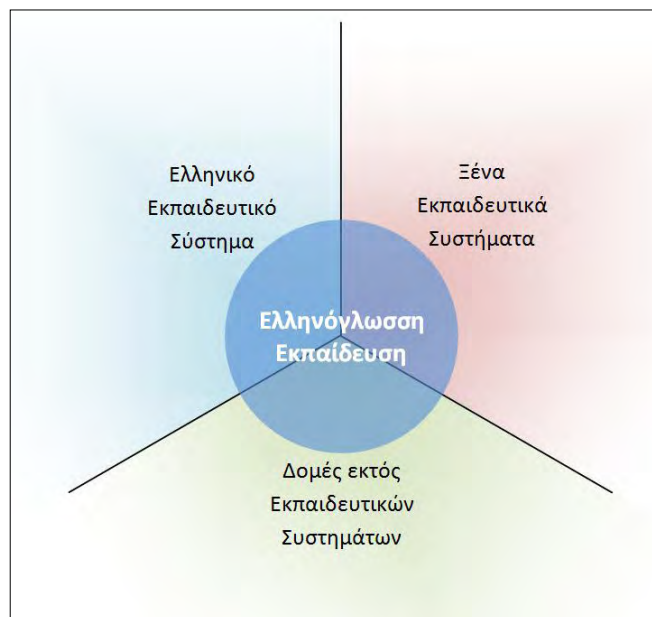 Ελληνικό
Εκπαιδευτικό
Σύστημα
Ξένα
Εκπαιδευτικά
Συστήματα
Ελληνόγλωσση
Εκπαίδευση
Δομές εκτός
Εκπαιδευτικών
Συστημάτων